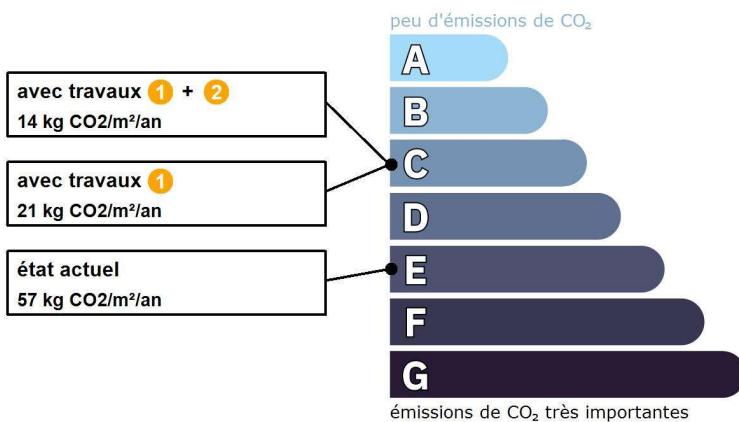 peu d'émissions de CO₂
A
avec travaux 1 + 2
14 kg CO2/m²/an
B
C
avec travaux 1
21 kg CO2/m²/an
D
état actuel
57 kg CO2/m²/an
E
F
G
émissions de CO₂ très importantes